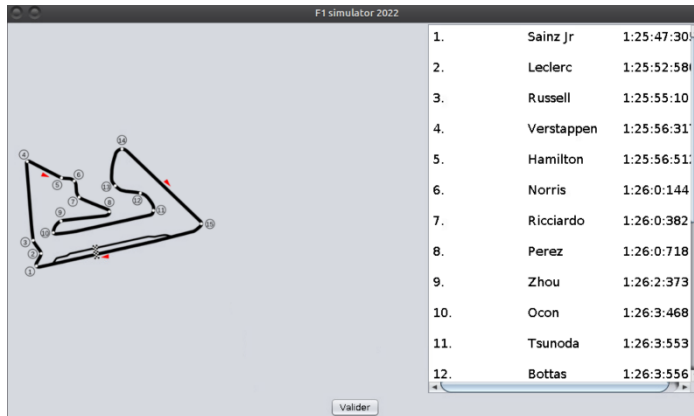 F1 simulator 2022
1. Sainz Jr 1:25:47:30
2. Leclerc 1:25:52:58
3. Russell 1:25:55:10
4. Verstappen 1:25:56:31
5. Hamilton 1:25:56:51
6. Norris 1:26:0:144
7. Ricciardo 1:26:0:382
8. Perez 1:26:0:718
9. Zhou 1:26:2:373
10. Ocon 1:26:3:468
11. Tsunoda 1:26:3:553
12. Bottas 1:26:3:556
14
4
6
5
13
12
7
8
11
9
15
10
3
2
1
Valider